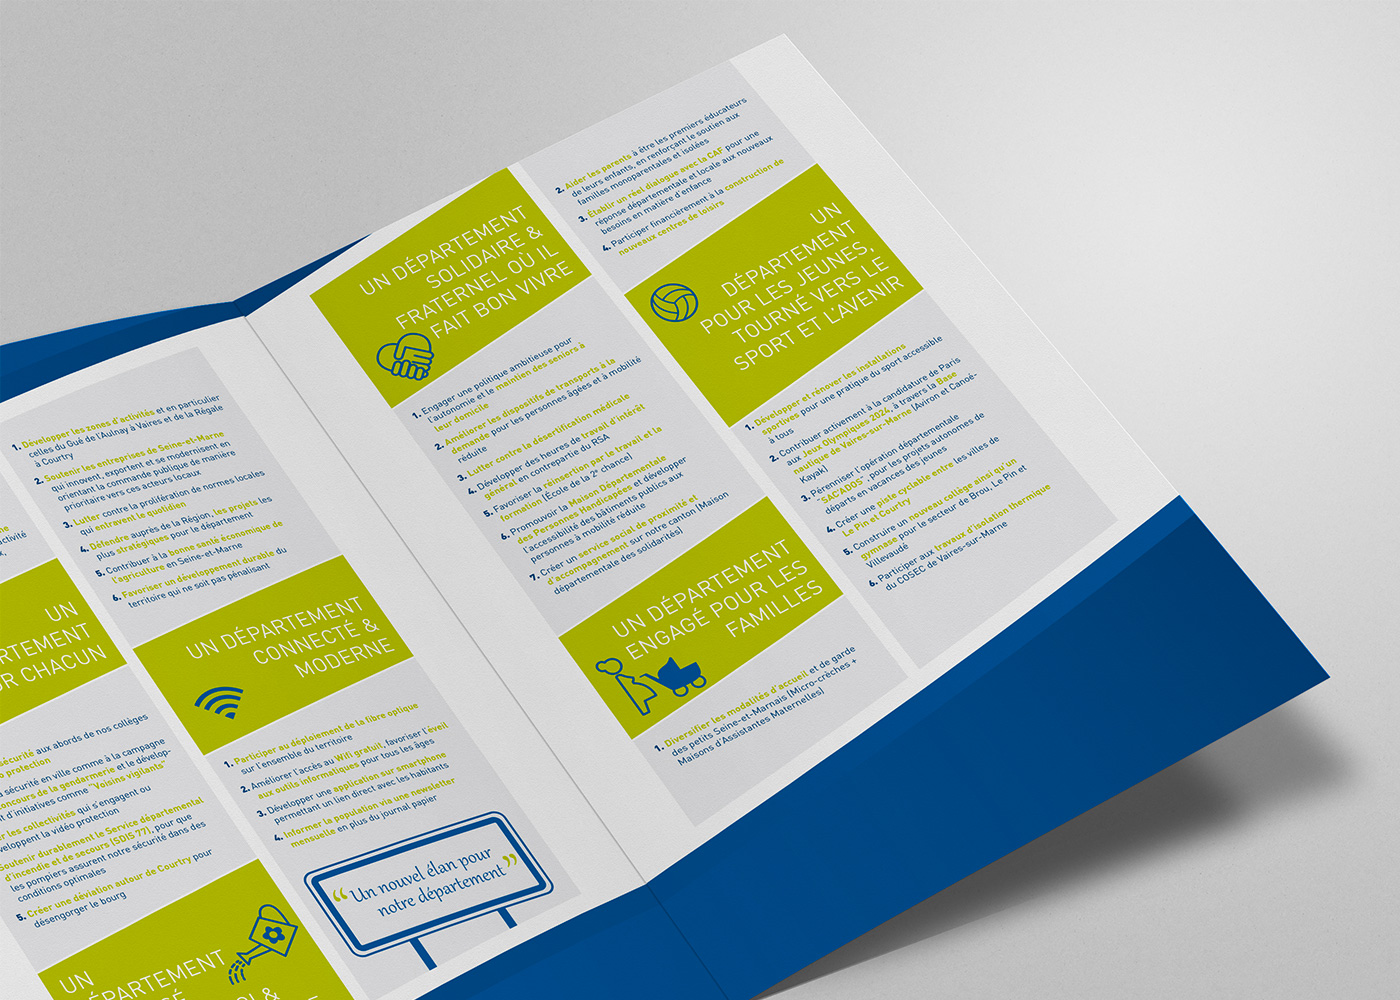 ne
ctivité
x,
UN
RTEMENT
UR CHACUN
sécurité aux abords de nos collèges
protection
sécurité en ville comme à la campagne
concours de la gendarmerie et le dévelop-
t d'initiatives comme "Voisins vigilants"
r les collectivités qui s'engagent ou
veloppent la vidéo protection
Soutenir durablement le Service départemental
d'incendie et de secours (SDIS 77), pour que
les pompiers assurent notre sécurité dans des
conditions optimales
5. Créer une déviation autour de Courtry pour
désengorger le bourg
UN
DÉPARTEMENT
1. Développer les zones d'activités et en particulier
celles du Gué de l'Aulnay à Vaires et de la Régale
à Courtry
2. Soutenir les entreprises de Seine-et-Marne
qui innovent, exportent et se modernisent en
orientant la commande publique de manière
prioritaire vers ces acteurs locaux
3. Lutter contre la prolifération de normes locales
qui entravent le quotidien
4. Défendre auprès de la Région, les projets les
plus stratégiques pour le département
5. Contribuer à la bonne santé économique de
l'agriculture en Seine-et-Marne
6. Favoriser un développement durable du
territoire qui ne soit pas pénalisant
UN DÉPARTEMENT
CONNECTÉ &
MODERNE
1. Participer au déploiement de la fibre optique
sur l'ensemble du territoire
2. Améliorer l'accès au Wifi gratuit, favoriser l'éveil
aux outils informatiques pour tous les âges
3. Développer une application sur smartphone
permettant un lien direct avec les habitants
4. Informer la population via une newsletter
mensuelle en plus du journal papier
“Un nouvel élan pour
notre département”
UN DÉPARTEMENT
SOLIDAIRE &
FRATERNEL OÙ IL
FAIT BON VIVRE
1. Engager une politique ambitieuse pour
l'autonomie et le maintien des seniors à
leur domicile
2. Améliorer les dispositifs de transports à la
demande pour les personnes âgées et à mobilité
réduite
3. Lutter contre la désertification médicale
4. Développer des heures de travail d'intérêt
général en contrepartie du RSA
5. Favoriser la réinsertion par le travail et la
formation (École de la 2e chance)
6. Promouvoir la Maison Départementale
des Personnes Handicapées et développer
l'accessibilité des bâtiments publics aux
personnes à mobilité réduite
7. Créer un service social de proximité et
d'accompagnement sur notre canton (Maison
départementale des solidarités)
UN DÉPARTEMENT
ENGAGÉ POUR LES
FAMILLES
1. Diversifier les modalités d'accueil et de garde
des petits Seine-et-Marnais (Micro-crèches +
Maisons d'Assistantes Maternelles)
2. Aider les parents à être les premiers éducateurs
de leurs enfants, en renforçant le soutien aux
familles monoparentales et isolées
3. Établir un réel dialogue avec la CAF pour une
réponse départementale et locale aux nouveaux
besoins en matière d'enfance
4. Participer financièrement à la construction de
nouveaux centres de loisirs
UN
DÉPARTEMENT
POUR LES JEUNES,
TOURNÉ VERS LE
SPORT ET L'AVENIR
1. Développer et rénover les installations
sportives pour une pratique du sport accessible
à tous
2. Contribuer activement à la candidature de Paris
aux Jeux Olympiques 2024, à travers la Base
nautique de Vaires-sur-Marne (Aviron et Canoë-
Kayak)
3. Pérenniser l'opération départementale
"SACADOS", pour les projets autonomes de
départs en vacances des jeunes
4. Créer une piste cyclable entre les villes de
Le Pin et Courtry
5. Construire un nouveau collège ainsi qu'un
gymnase pour le secteur de Brou, Le Pin et
Villevaudé
6. Participer aux travaux d'isolation thermique
du COSEC de Vaires-sur-Marne